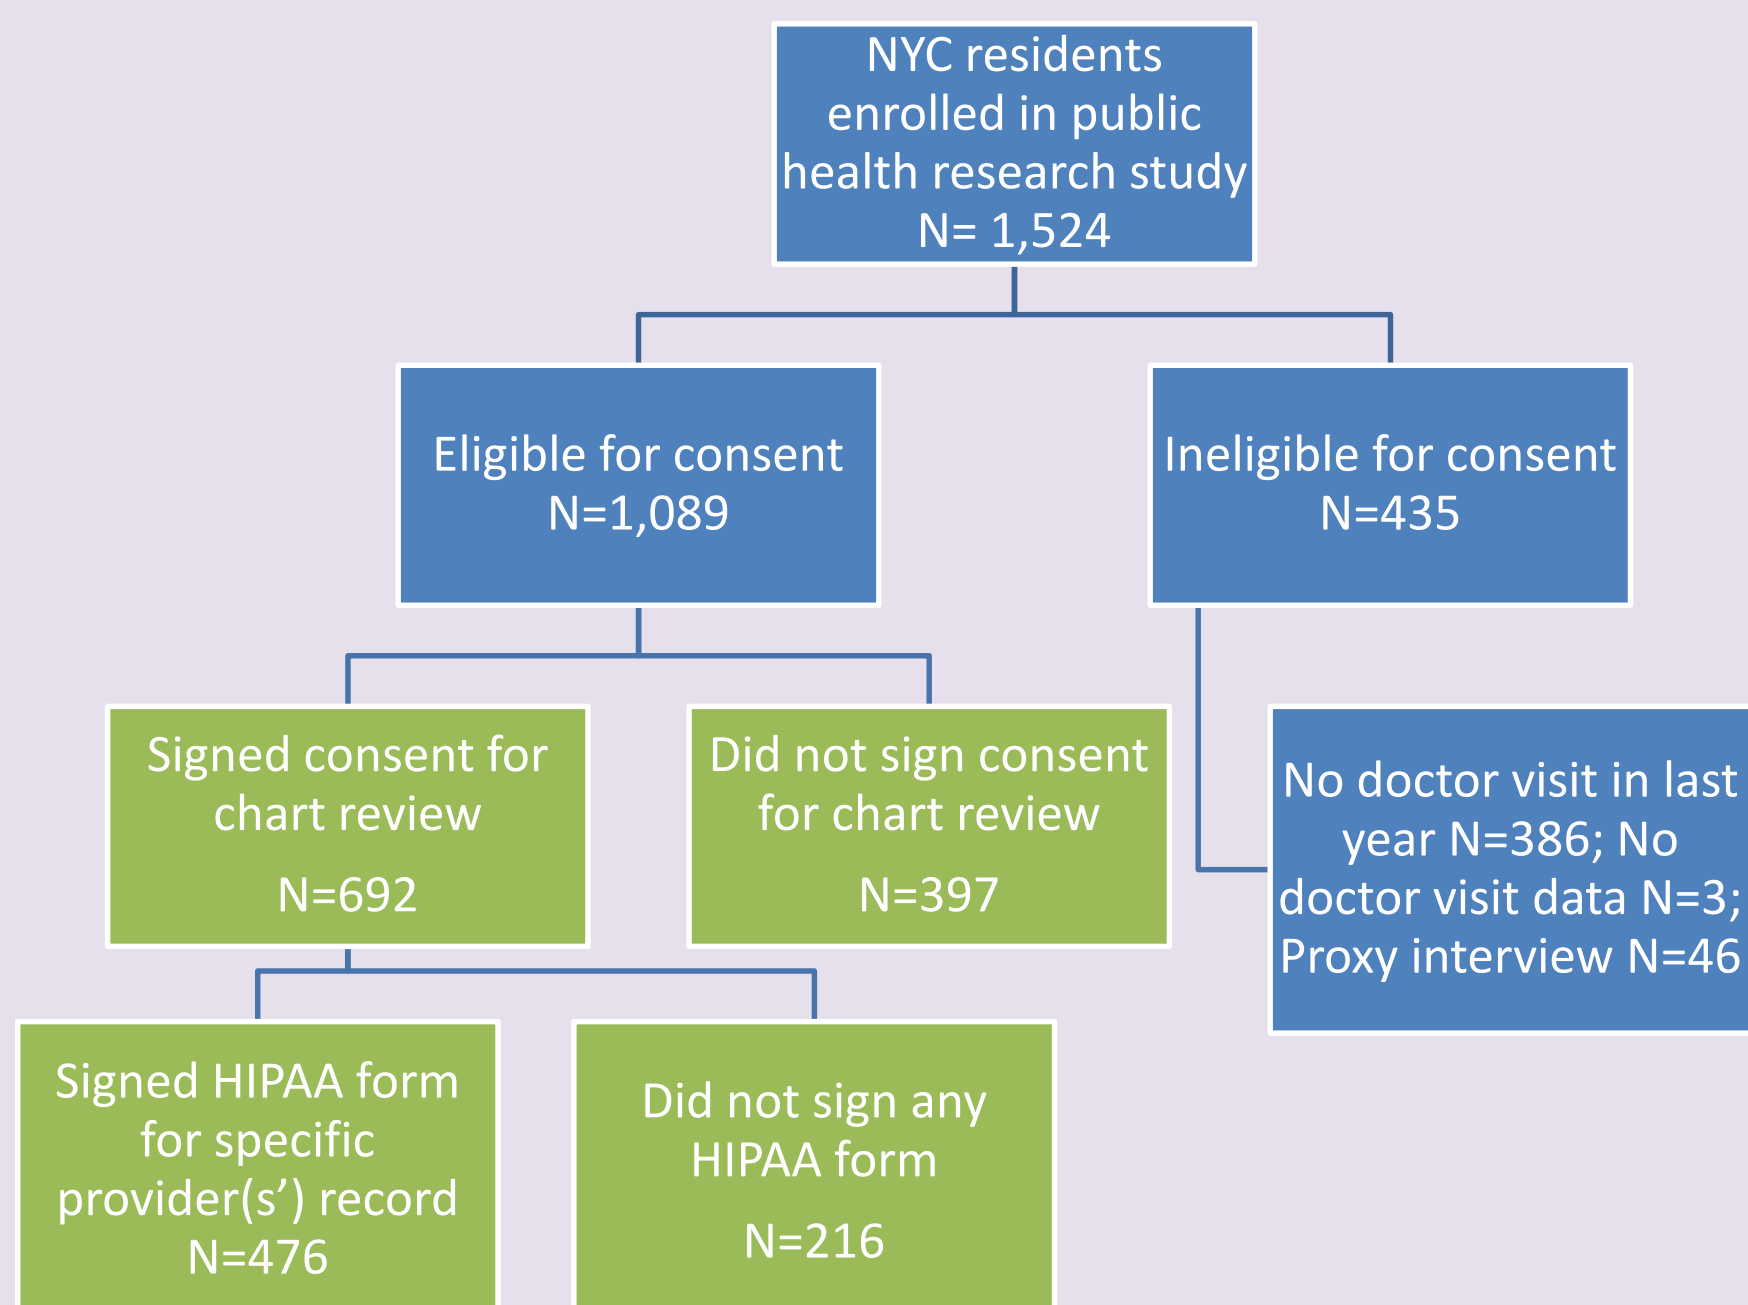 NYC residents
enrolled in public
health research study
N= 1,524
Eligible for consent
N=1,089
Ineligible for consent
N=435
Signed consent for
chart review
N=692
Did not sign consent
for chart review
N=397
No doctor visit in last
year N=386; No
doctor visit data N=3;
Proxy interview N=46
Signed HIPAA form
for specific
provider(s’) record
N=476
Did not sign any
HIPAA form
N=216